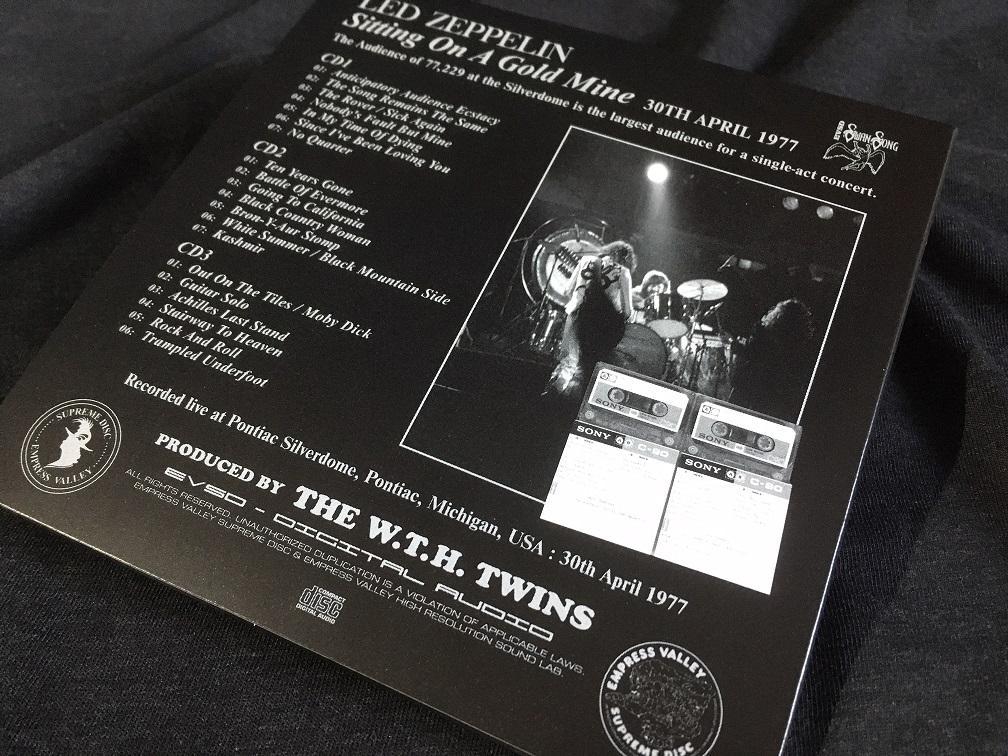 LED ZEPPELIN
Sitting On A Gold Mine 30TH APRIL 1977
The Audience of 77,229 at the Silverdome is the largest audience for a single-act concert.
SWAN SONG
CD1
01: Anticipatory Audience Ecstacy
02: The Song Remains The Same
03: The Rover / Sick Again
04: Nobody's Fault But Mine
05: In My Time Of Dying
06: Since I've Been Loving You
07: No Quarter
CD2
01: Ten Years Gone
02: Battle Of Evermore
03: Going To California
04: Black Country Woman
05: Bron-Y-Aur Stomp
06: White Summer / Black Mountain Side
07: Kashmir
CD3
01: Out On The Tiles / Moby Dick
02: Guitar Solo
03: Achilles Last Stand
04: Stairway To Heaven
05: Rock And Roll
06: Trampled Underfoot
SONY
SONY
SONY C-90
SONY C-90
Recorded live at Pontiac Silverdome, Pontiac, Michigan, USA : 30th April 1977
SUPREME DISC
EMPRESS VALLEY
PRODUCED BY THE W.T.H. TWINS
EVSD - DIGITAL AUDIO
ALL RIGHTS RESERVED. UNAUTHORIZED DUPLICATION IS A VIOLATION OF APPLICABLE LAWS.
EMPRESS VALLEY SUPREME DISC & EMPRESS VALLEY HIGH RESOLLUTION SOUND LAB.
COMPACT
disc
DIGITAL AUDIO
EMPRESS VALLEY
SUPREME DISC